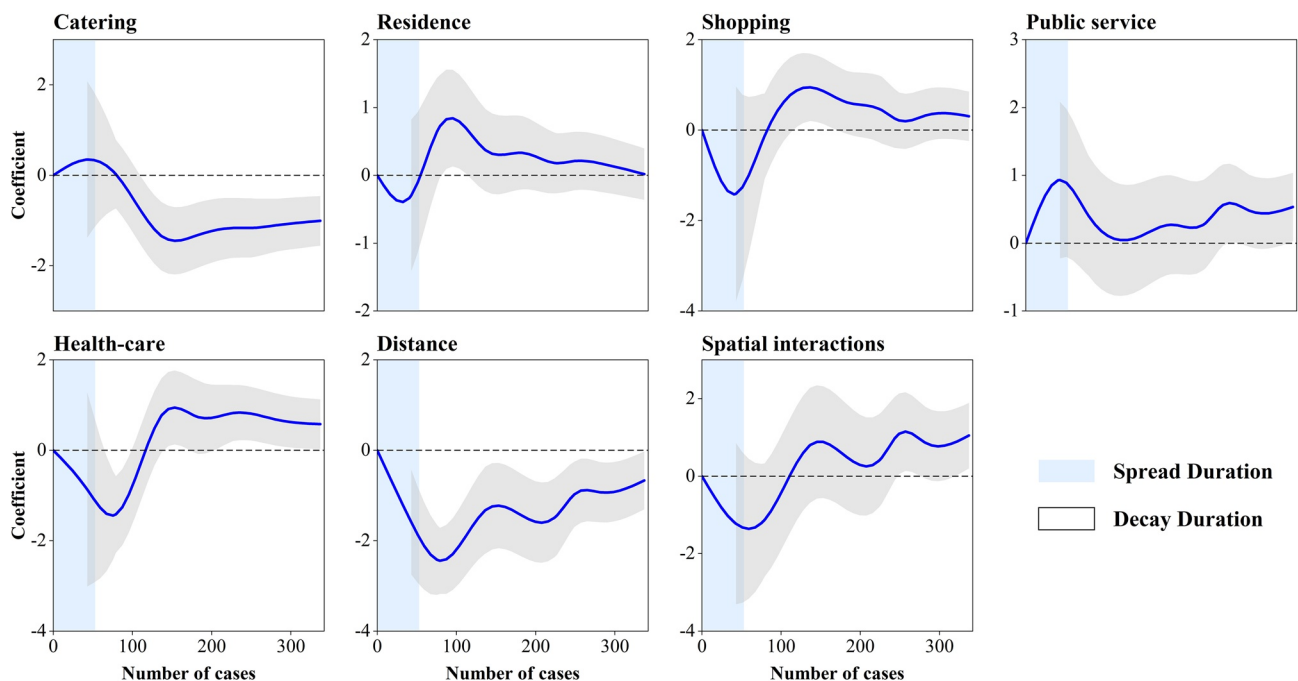 Catering
Residence
Shopping
Public service
Coefficient
2
0
-2
2
1
0
-1
-2
2
0
-2
-4
3
2
1
0
-1
Health-care
Distance
Spatial interactions
Coefficient
2
0
-2
-4
2
0
-2
-4
2
0
-2
-4
0 100 200 300
0 100 200 300
0 100 200 300
Number of cases
Number of cases
Number of cases
Spread Duration
Decay Duration